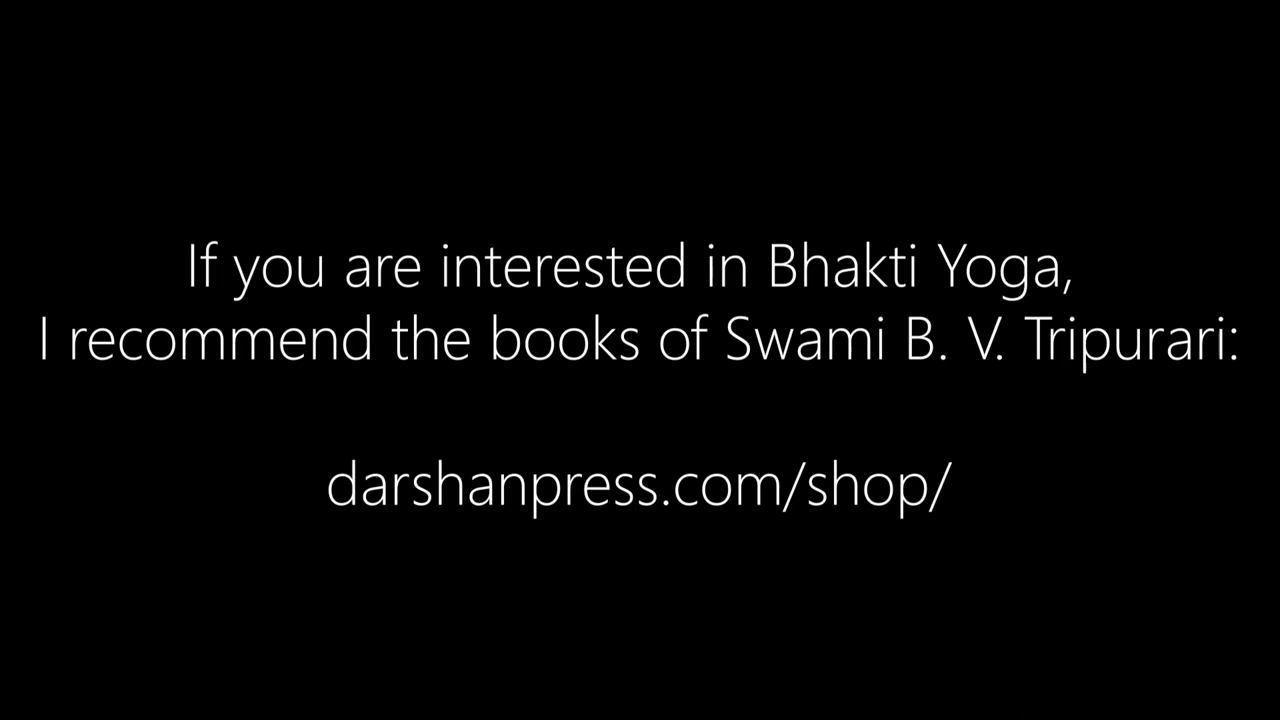 If you are interested in Bhakti Yoga,
I recommend the books of Swami B. V. Tripurari:
darshanpress.com/shop/